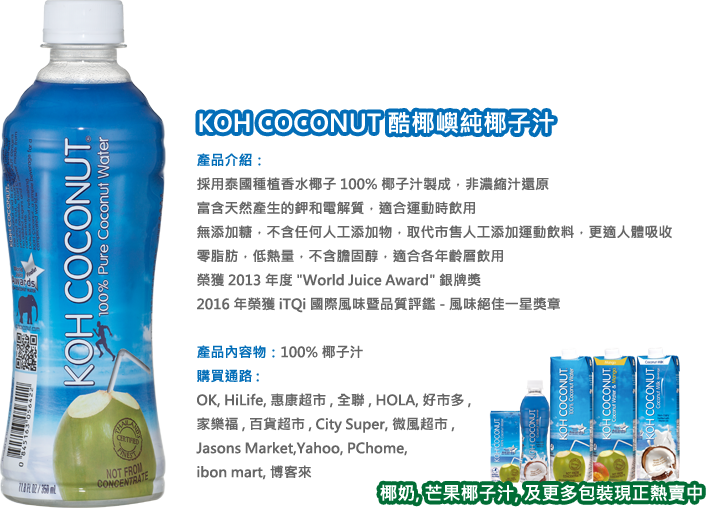 KOH COCONUT 酷椰嶼純椰子汁
產品介紹：
採用泰國種植香水椰子 100% 椰子汁製成，非濃縮汁還原
富含天然產生的鉀和電解質，適合運動時飲用
無添加糖，不含任何人工添加物，取代市售人工添加運動飲料，更適人體吸收
零脂肪，低熱量，不含膽固醇，適合各年齡層飲用
榮獲 2013 年度 "World Juice Award" 銀牌獎
2016 年榮獲 iTQi 國際風味暨品質評鑑 - 風味絕佳一星獎章
產品內容物：100% 椰子汁
購買通路：
OK, HiLife, 惠康超市 , 全聯 , HOLA, 好市多 ,
家樂福 , 百貨超市 , City Super, 微風超市 ,
Jasons Market,Yahoo, PChome,
ibon mart, 博客來
椰奶, 芒果椰子汁, 及更多包裝現正熱賣中
KOH COCONUT
100% Pure Coconut Water
THAILAND
CERTIFIED
FINEST
NOT FROM
CONCENTRATE
KOH COCONUT
KOH COCONUT
KOH COCONUT
KOH COCONUT